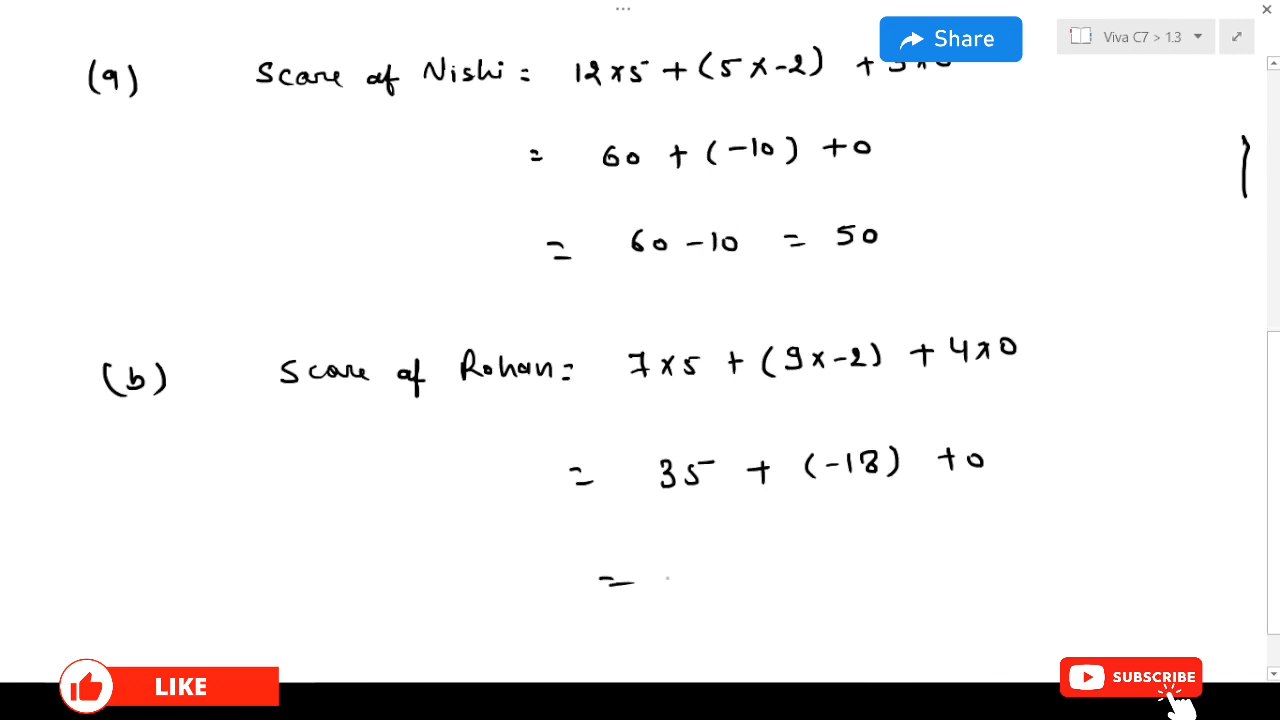 Share
Viva C7 > 1.3
(a) Score of Nishi = 12 × 5 + (5 × -2) +
= 60 + (-10) + 0
= 60 - 10 = 50
(b) Score of Rohan = 7 × 5 + (9 × -2) + 4 × 0
= 35 + (-18) + 0
=
LIKE
SUBSCRIBE